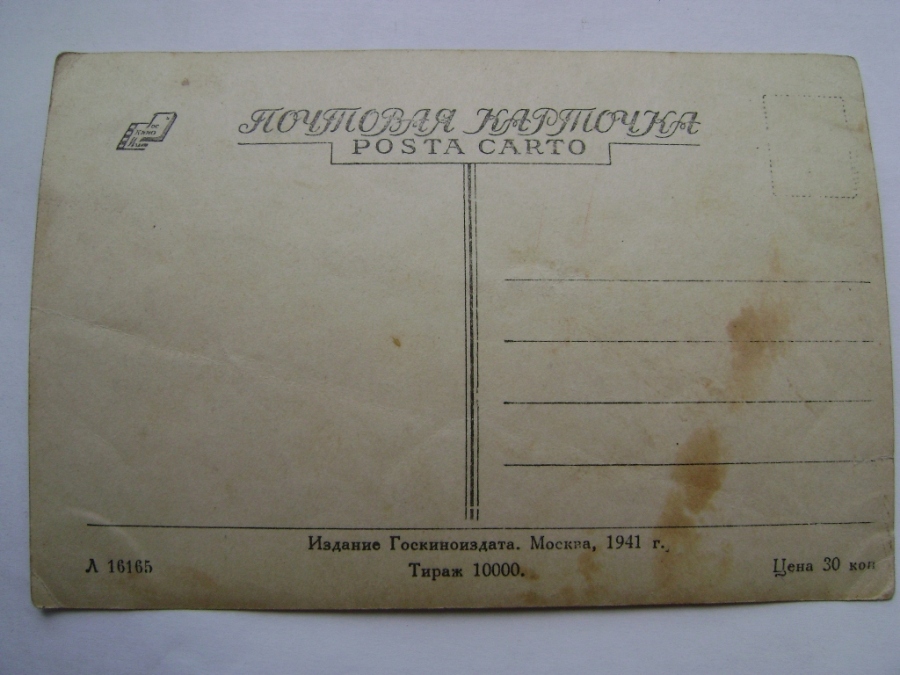 ПОЧТОВАЯ КАРТОЧКА
POSTA CARTO
Издание Госкиноиздата. Москва, 1941 г.
Л 16165
Тираж 10000.
Цена 30 коп